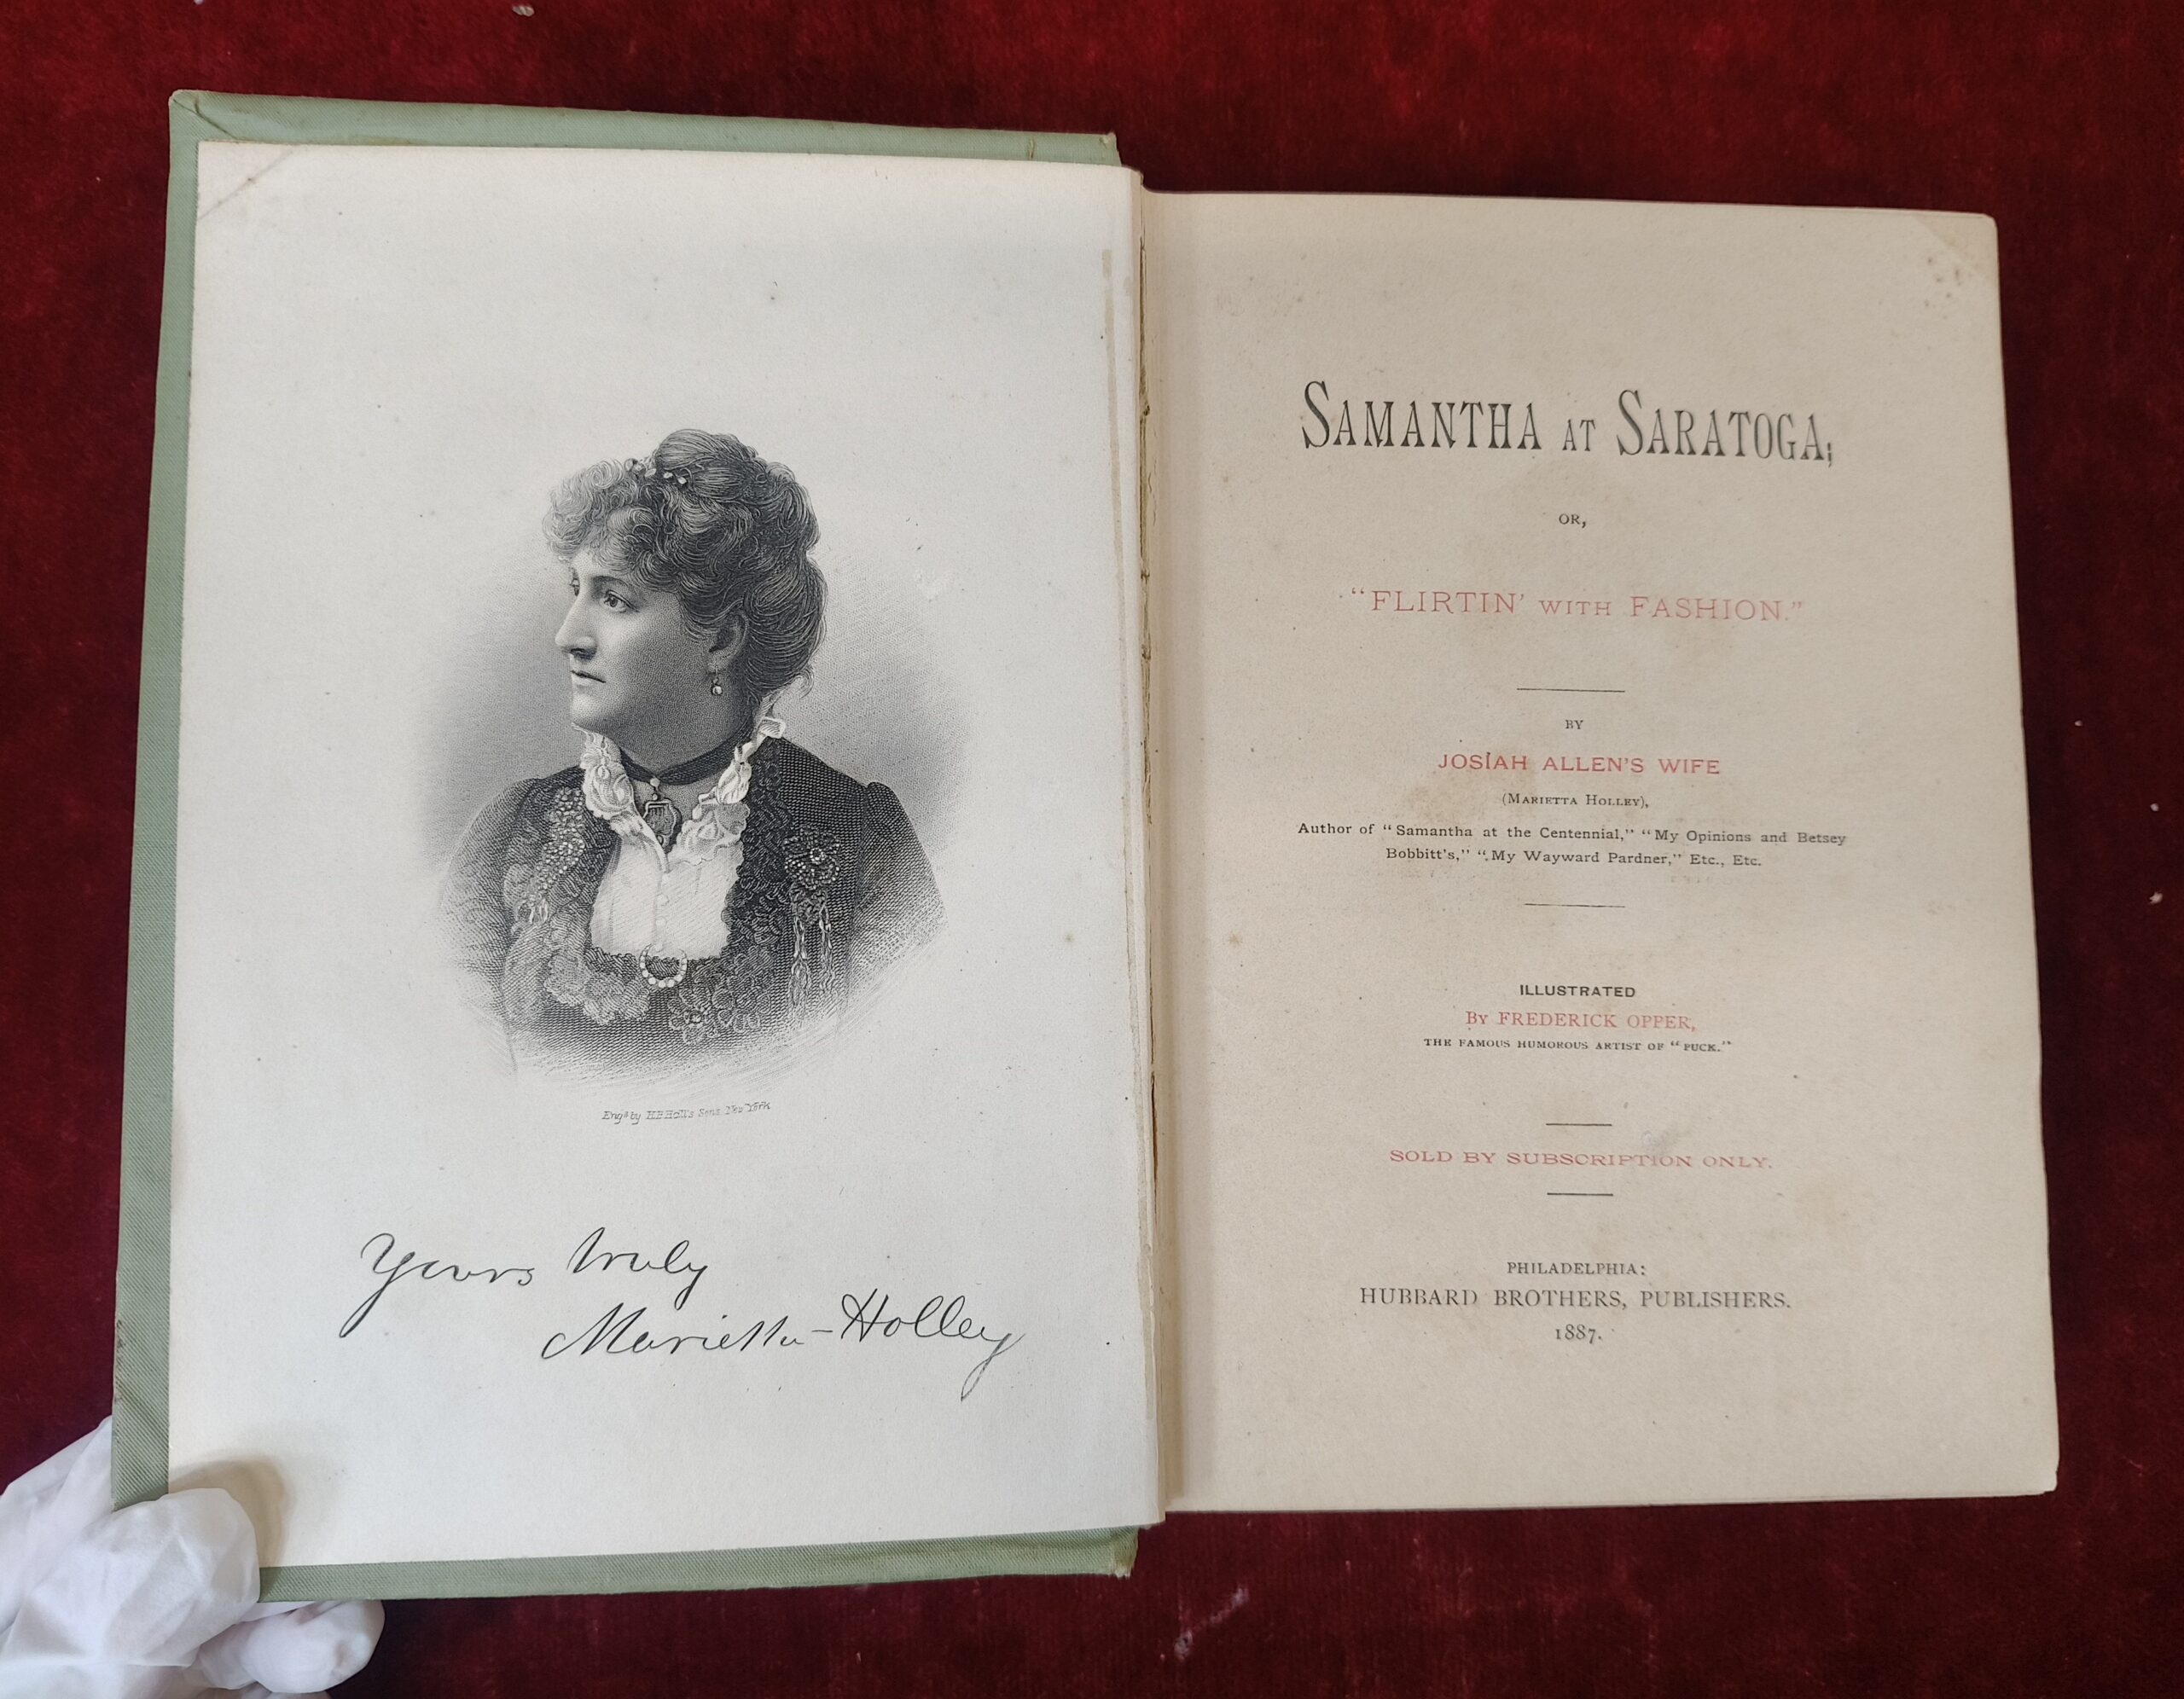 Engd by H.B.Hall's Sons New York
Yours truly
Marietta Holley
SAMANTHA AT SARATOGA;
OR,
"FLIRTIN' WITH FASHION."
BY
JOSIAH ALLEN'S WIFE
(MARIETTA HOLLEY),
Author of "Samantha at the Centennial," "My Opinions and Betsey
Bobbitt's," "My Wayward Pardner," Etc., Etc.
ILLUSTRATED
BY FREDERICK OPPER,
THE FAMOUS HUMOROUS ARTIST OF "PUCK."
SOLD BY SUBSCRIPTION ONLY.
PHILADELPHIA:
HUBBARD BROTHERS, PUBLISHERS.
1887.